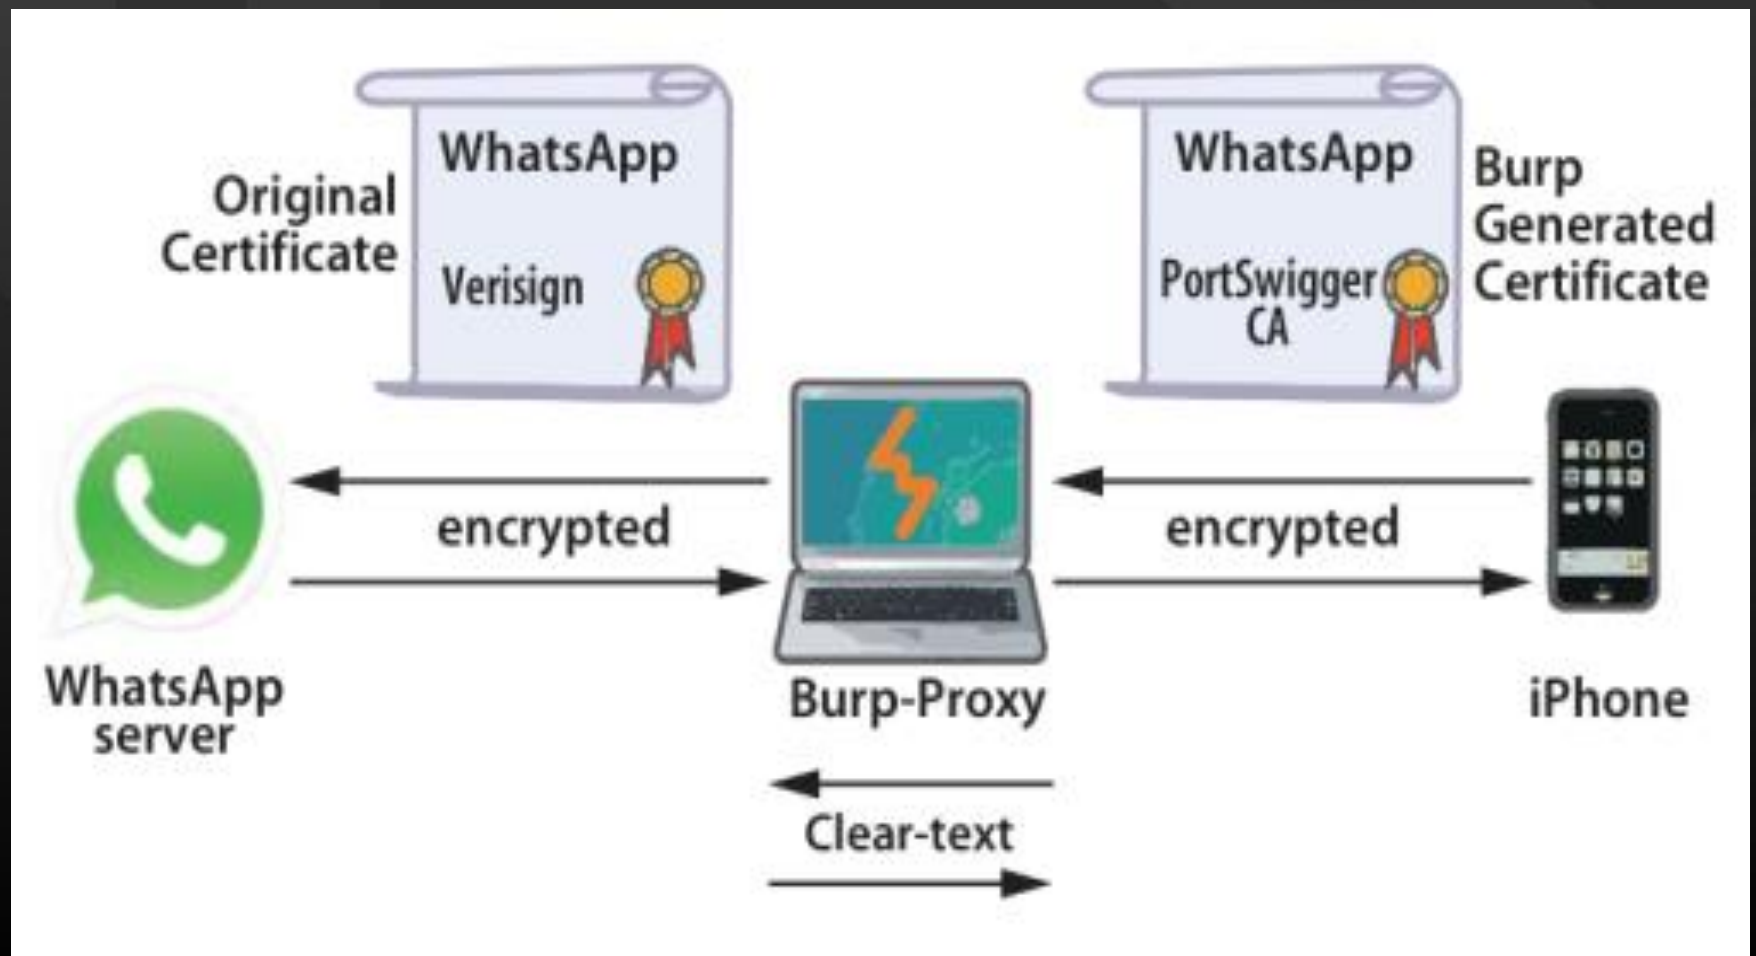 WhatsApp
Verisign
Original
Certificate
WhatsApp
PortSwigger
CA
Burp
Generated
Certificate
encrypted
encrypted
WhatsApp
server
Burp-Proxy
iPhone
Clear-text